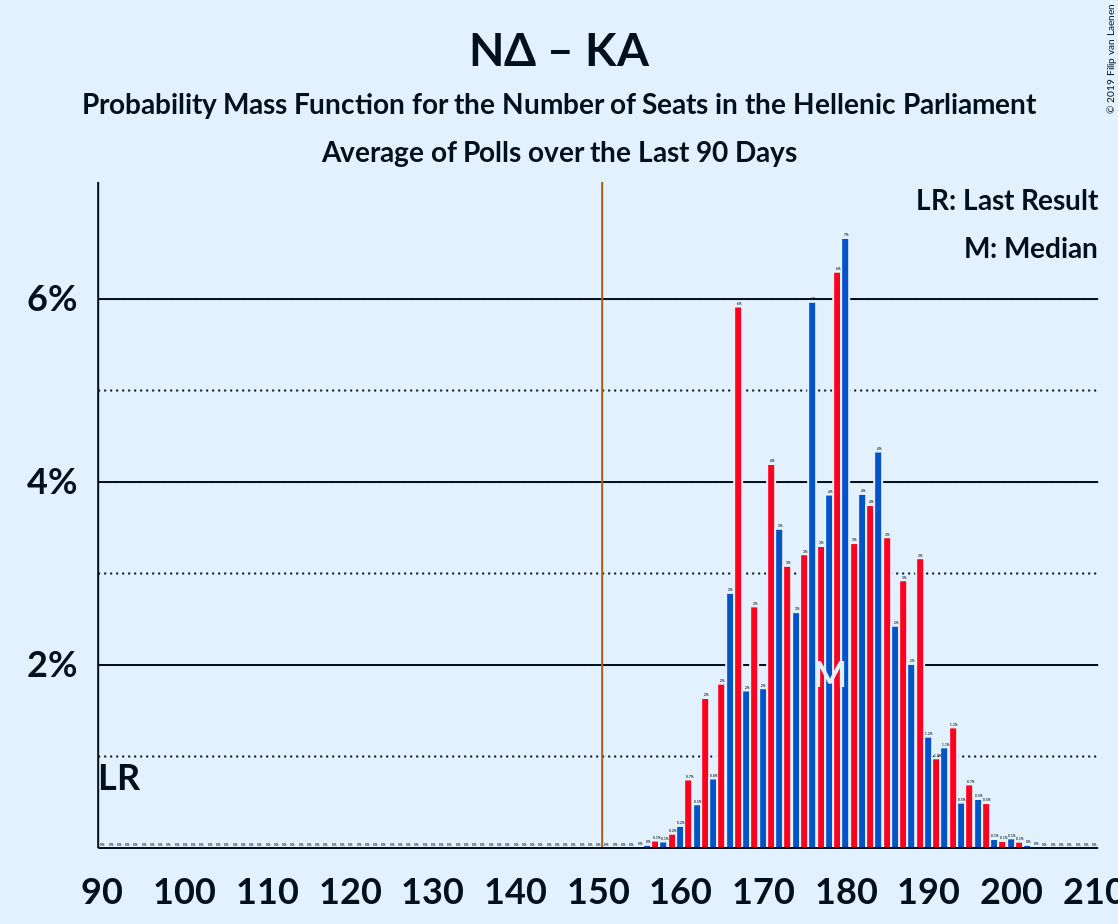 © 2019 Filip van Laenen
NΔ – KA
Probability Mass Function for the Number of Seats in the Hellenic Parliament
Average of Polls over the Last 90 Days
LR: Last Result
M: Median
6%
4%
2%
M
LR
90 100 110 120 130 140 150 160 170 180 190 200 210